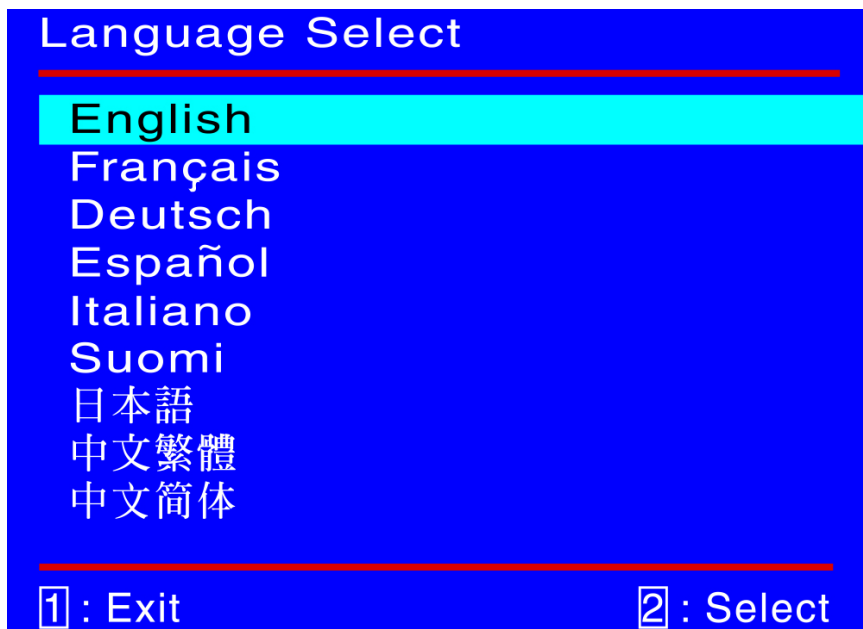 Language Select
English
Français
Deutsch
Español
Italiano
Suomi
日本語
中文繁體
中文简体
1 : Exit 2 : Select